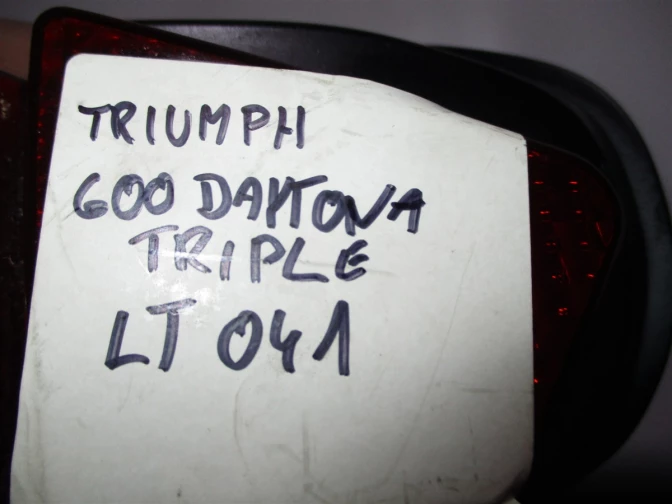 TRIUMPH
600 DAYTONA
TRIPLE
LT 041